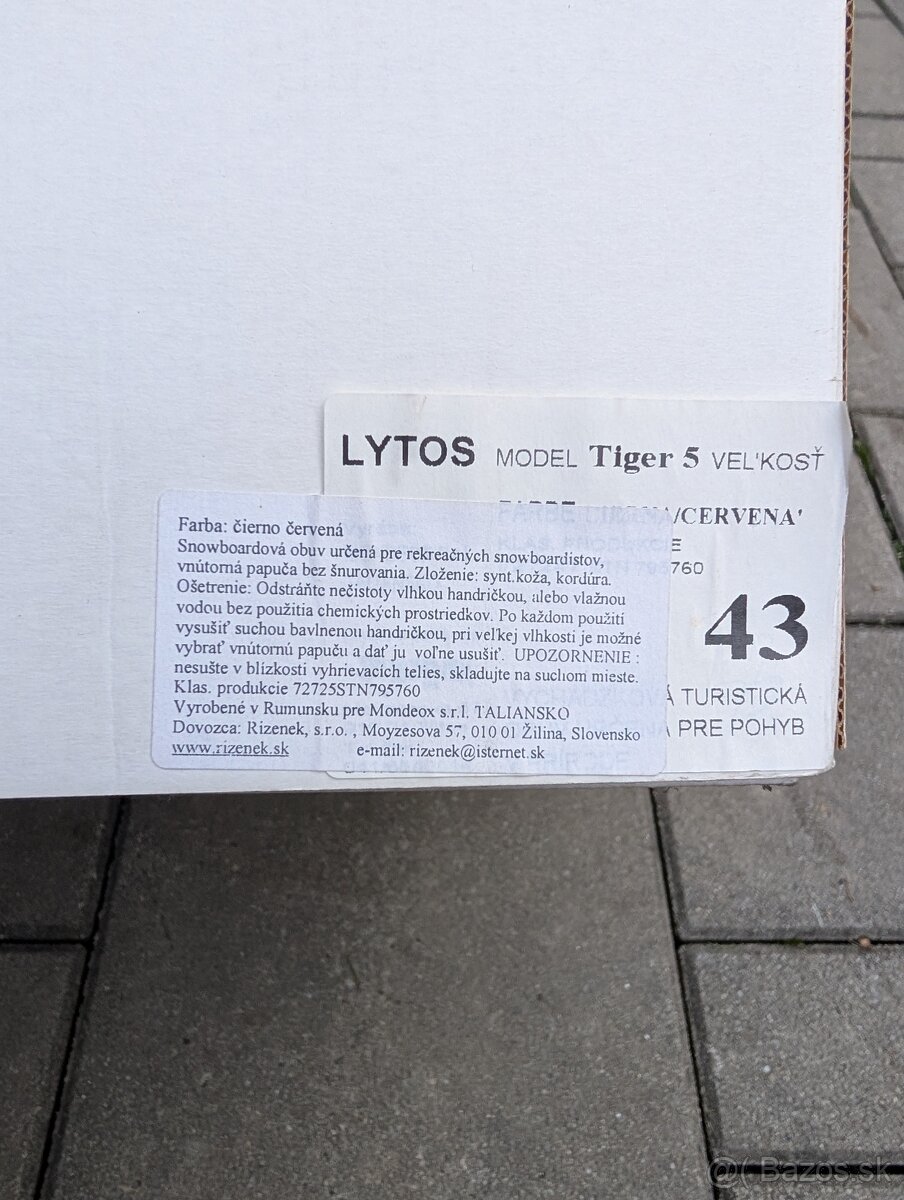 LYTOS MODEL Tiger 5 VEL'KOSŤ
/CERVENA'
E
760
43
Á TURISTICKÁ
PRE POHYB
Farba: čierno červená
Snowboardová obuv určená pre rekreačných snowboardistov,
vnútorná papuča bez šnurovania. Zloženie: synt.koža, kordúra.
Ošetrenie: Odstráňte nečistoty vlhkou handričkou, alebo vlažnou
vodou bez použitia chemických prostriedkov. Po každom použití
vysušiť suchou bavlnenou handričkou, pri veľkej vlhkosti je možné
vybrať vnútornú papuču a dať ju voľne usušiť. UPOZORNENIE :
nesušte v blízkosti vyhrievacích telies, skladujte na suchom mieste.
Klas. produkcie 72725STN795760
Vyrobené v Rumunsku pre Mondeox s.r.l. TALIANSKO
Dovozca: Rizenek, s.r.o. , Moyzesova 57, 010 01 Žilina, Slovensko
www.rizenek.sk e-mail: rizenek@isternet.sk
@( Bazos.sk